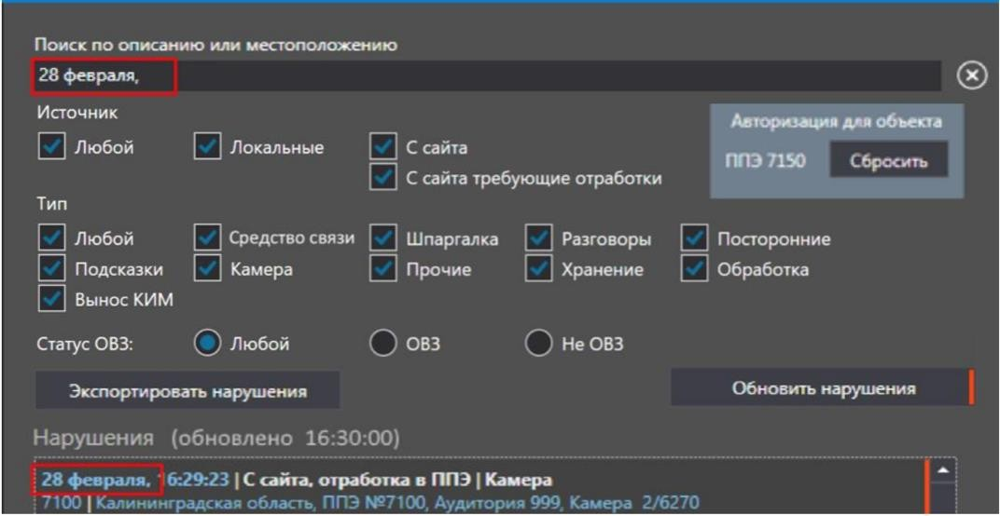 Поиск по описанию или местоположению
28 февраля,
Источник
Авторизация для объекта
Любой Локальные С сайта
ППЭ 7150 Сбросить
С сайта требующие отработки
Тип
Любой Средство связи Шпаргалка Разговоры Посторонние
Подсказки Камера Прочие Хранение Обработка
Вынос КИМ
Статус ОВЗ: Любой ОВЗ Не ОВЗ
Экспортировать нарушения Обновить нарушения
Нарушения (обновлено 16:30:00)
28 февраля, 16:29:23 | С сайта, отработка в ППЭ | Камера
7100 | Калининградская область, ППЭ №7100, Аудитория 999, Камера 2/6270